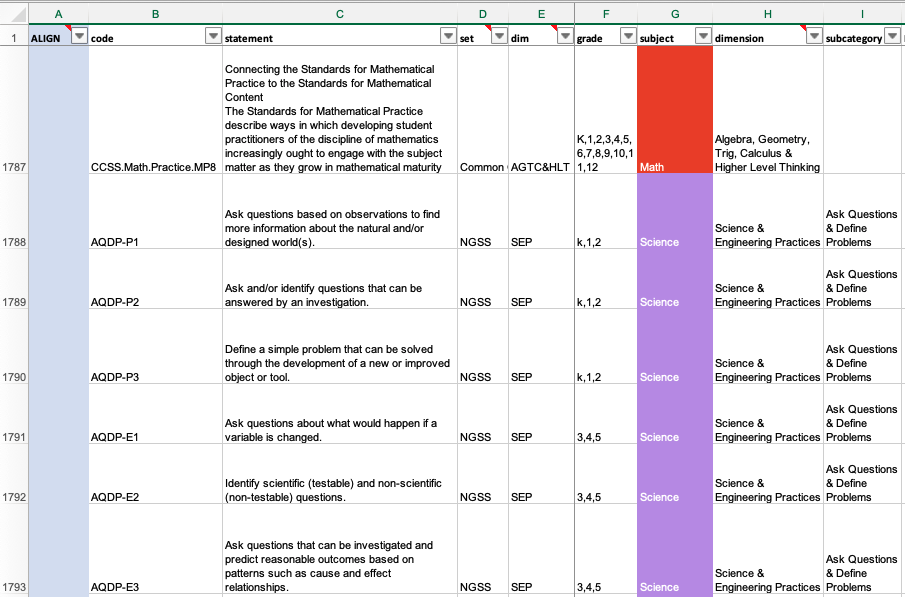 A B C D E F G H I
1 ALIGN code statement set dim grade subject dimension subcategory
Connecting the Standards for Mathematical
Practice to the Standards for Mathematical
Content
The Standards for Mathematical Practice
describe ways in which developing student
practitioners of the discipline of mathematics K,1,2,3,4,5, Algebra, Geometry,
increasingly ought to engage with the subject 6,7,8,9,10,1 Trig, Calculus &
1787 CCSS.Math.Practice.MP8 matter as they grow in mathematical maturity Common AGTC&HLT 1,12 Math Higher Level Thinking
Ask questions based on observations to find Ask Questions
more information about the natural and/or Science & & Define
1788 AQDP-P1 designed world(s). NGSS SEP k,1,2 Science Engineering Practices Problems
Ask Questions
Ask and/or identify questions that can be Science & & Define
1789 AQDP-P2 answered by an investigation. NGSS SEP k,1,2 Science Engineering Practices Problems
Define a simple problem that can be solved Ask Questions
through the development of a new or improved Science & & Define
1790 AQDP-P3 object or tool. NGSS SEP k,1,2 Science Engineering Practices Problems
Ask Questions
Ask questions about what would happen if a Science & & Define
1791 AQDP-E1 variable is changed. NGSS SEP 3,4,5 Science Engineering Practices Problems
Ask Questions
Identify scientific (testable) and non-scientific Science & & Define
1792 AQDP-E2 (non-testable) questions. NGSS SEP 3,4,5 Science Engineering Practices Problems
Ask questions that can be investigated and
predict reasonable outcomes based on Ask Questions
patterns such as cause and effect Science & & Define
1793 AQDP-E3 relationships. NGSS SEP 3,4,5 Science Engineering Practices Problems